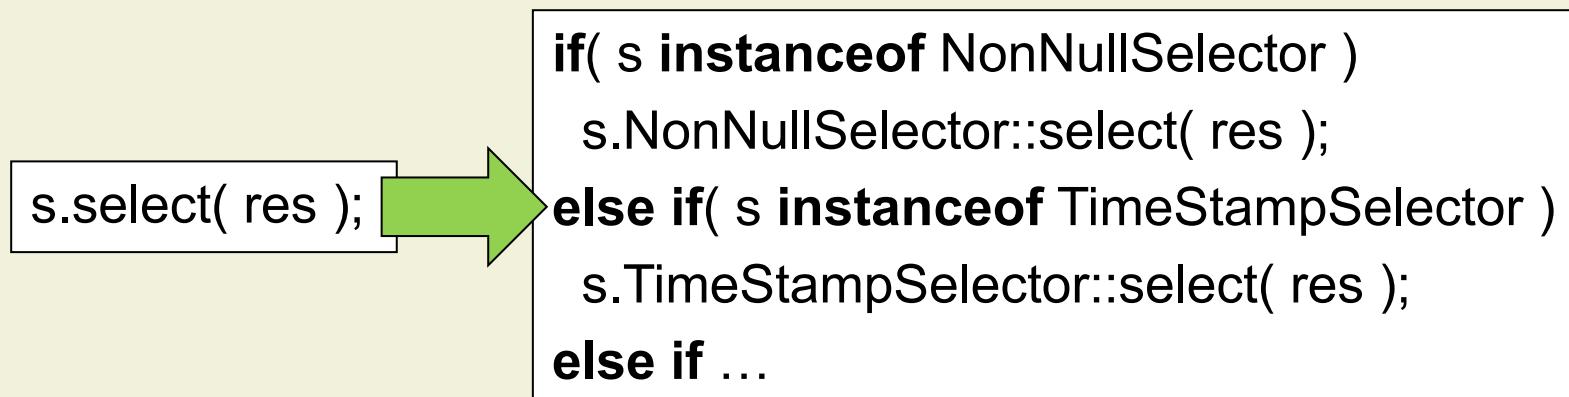 s.select( res );
if( s instanceof NonNullSelector )
s.NonNullSelector::select( res );
else if( s instanceof TimeStampSelector )
s.TimeStampSelector::select( res );
else if …